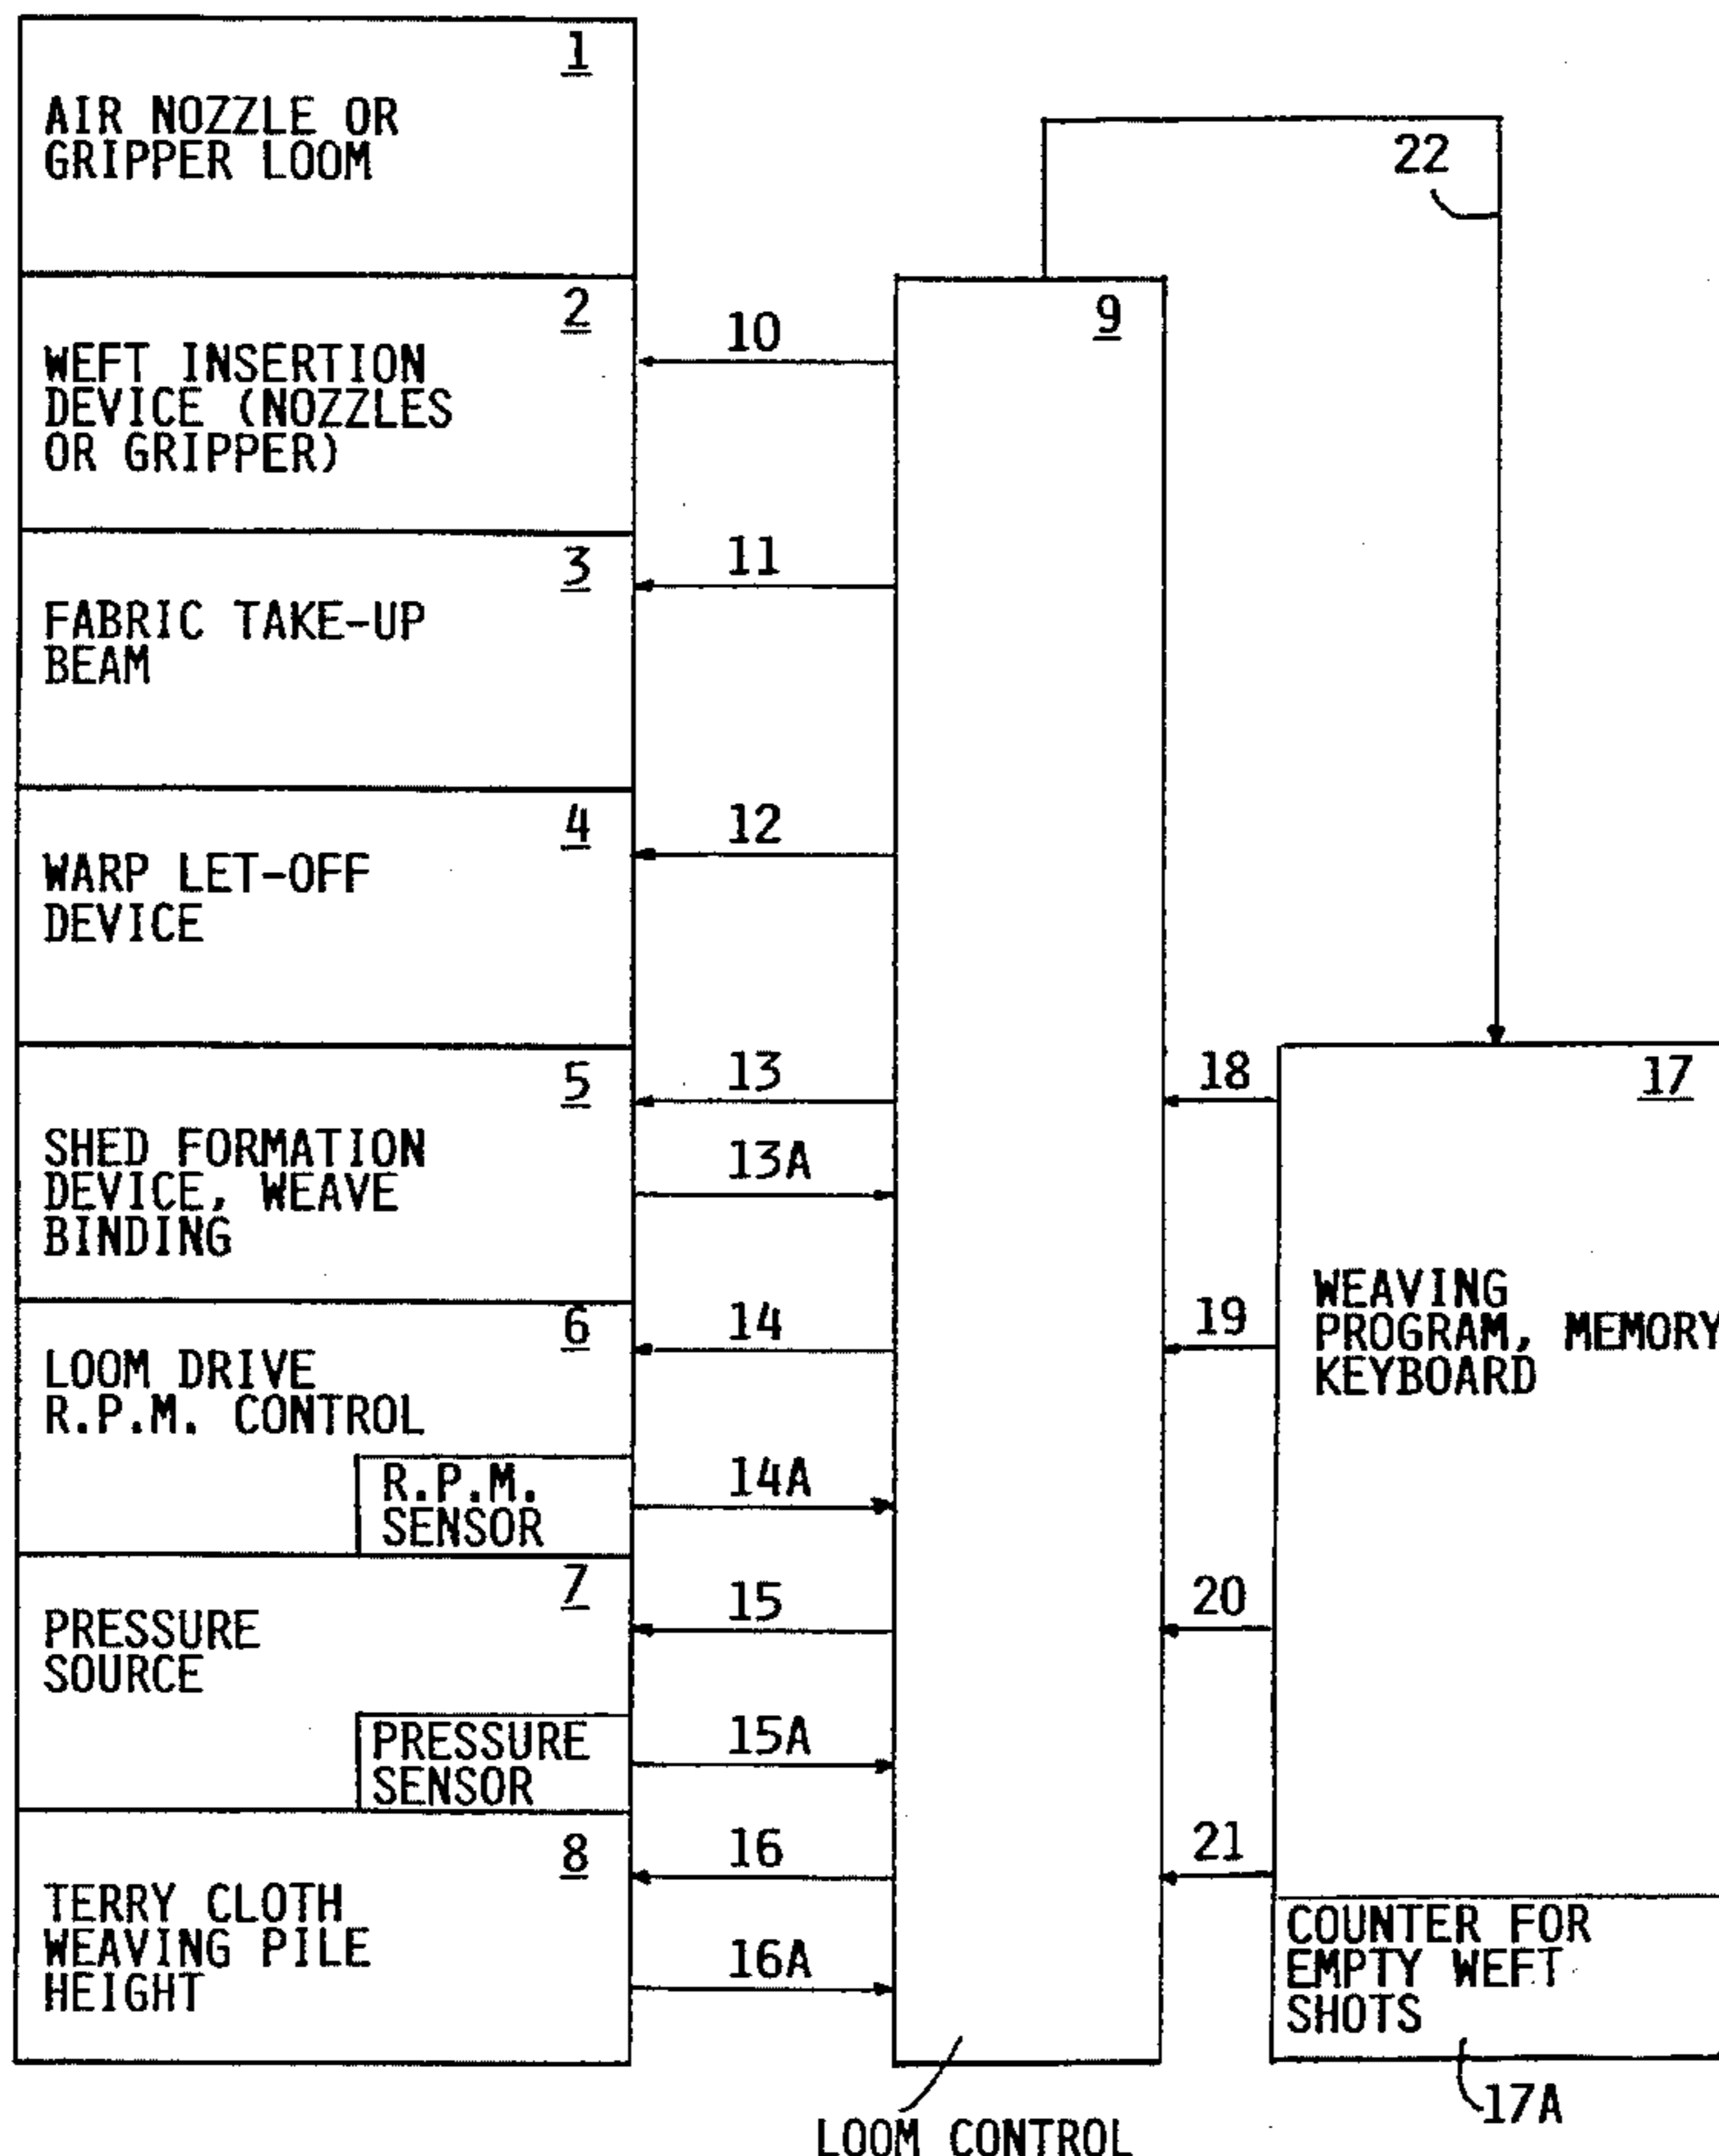 1
AIR NOZZLE OR
GRIPPER LOOM
2
WEFT INSERTION
DEVICE (NOZZLES
OR GRIPPER)
3
FABRIC TAKE-UP
BEAM
4
WARP LET-OFF
DEVICE
5
SHED FORMATION
DEVICE, WEAVE
BINDING
6
LOOM DRIVE
R.P.M. CONTROL
R.P.M.
SENSOR
7
PRESSURE
SOURCE
PRESSURE
SENSOR
8
TERRY CLOTH
WEAVING PILE
HEIGHT
10
11
12
13
13A
14
14A
15
15A
16
16A
9
LOOM CONTROL
22
18
19
20
21
17
WEAVING
PROGRAM, MEMORY
KEYBOARD
COUNTER FOR
EMPTY WEFT
SHOTS
17A